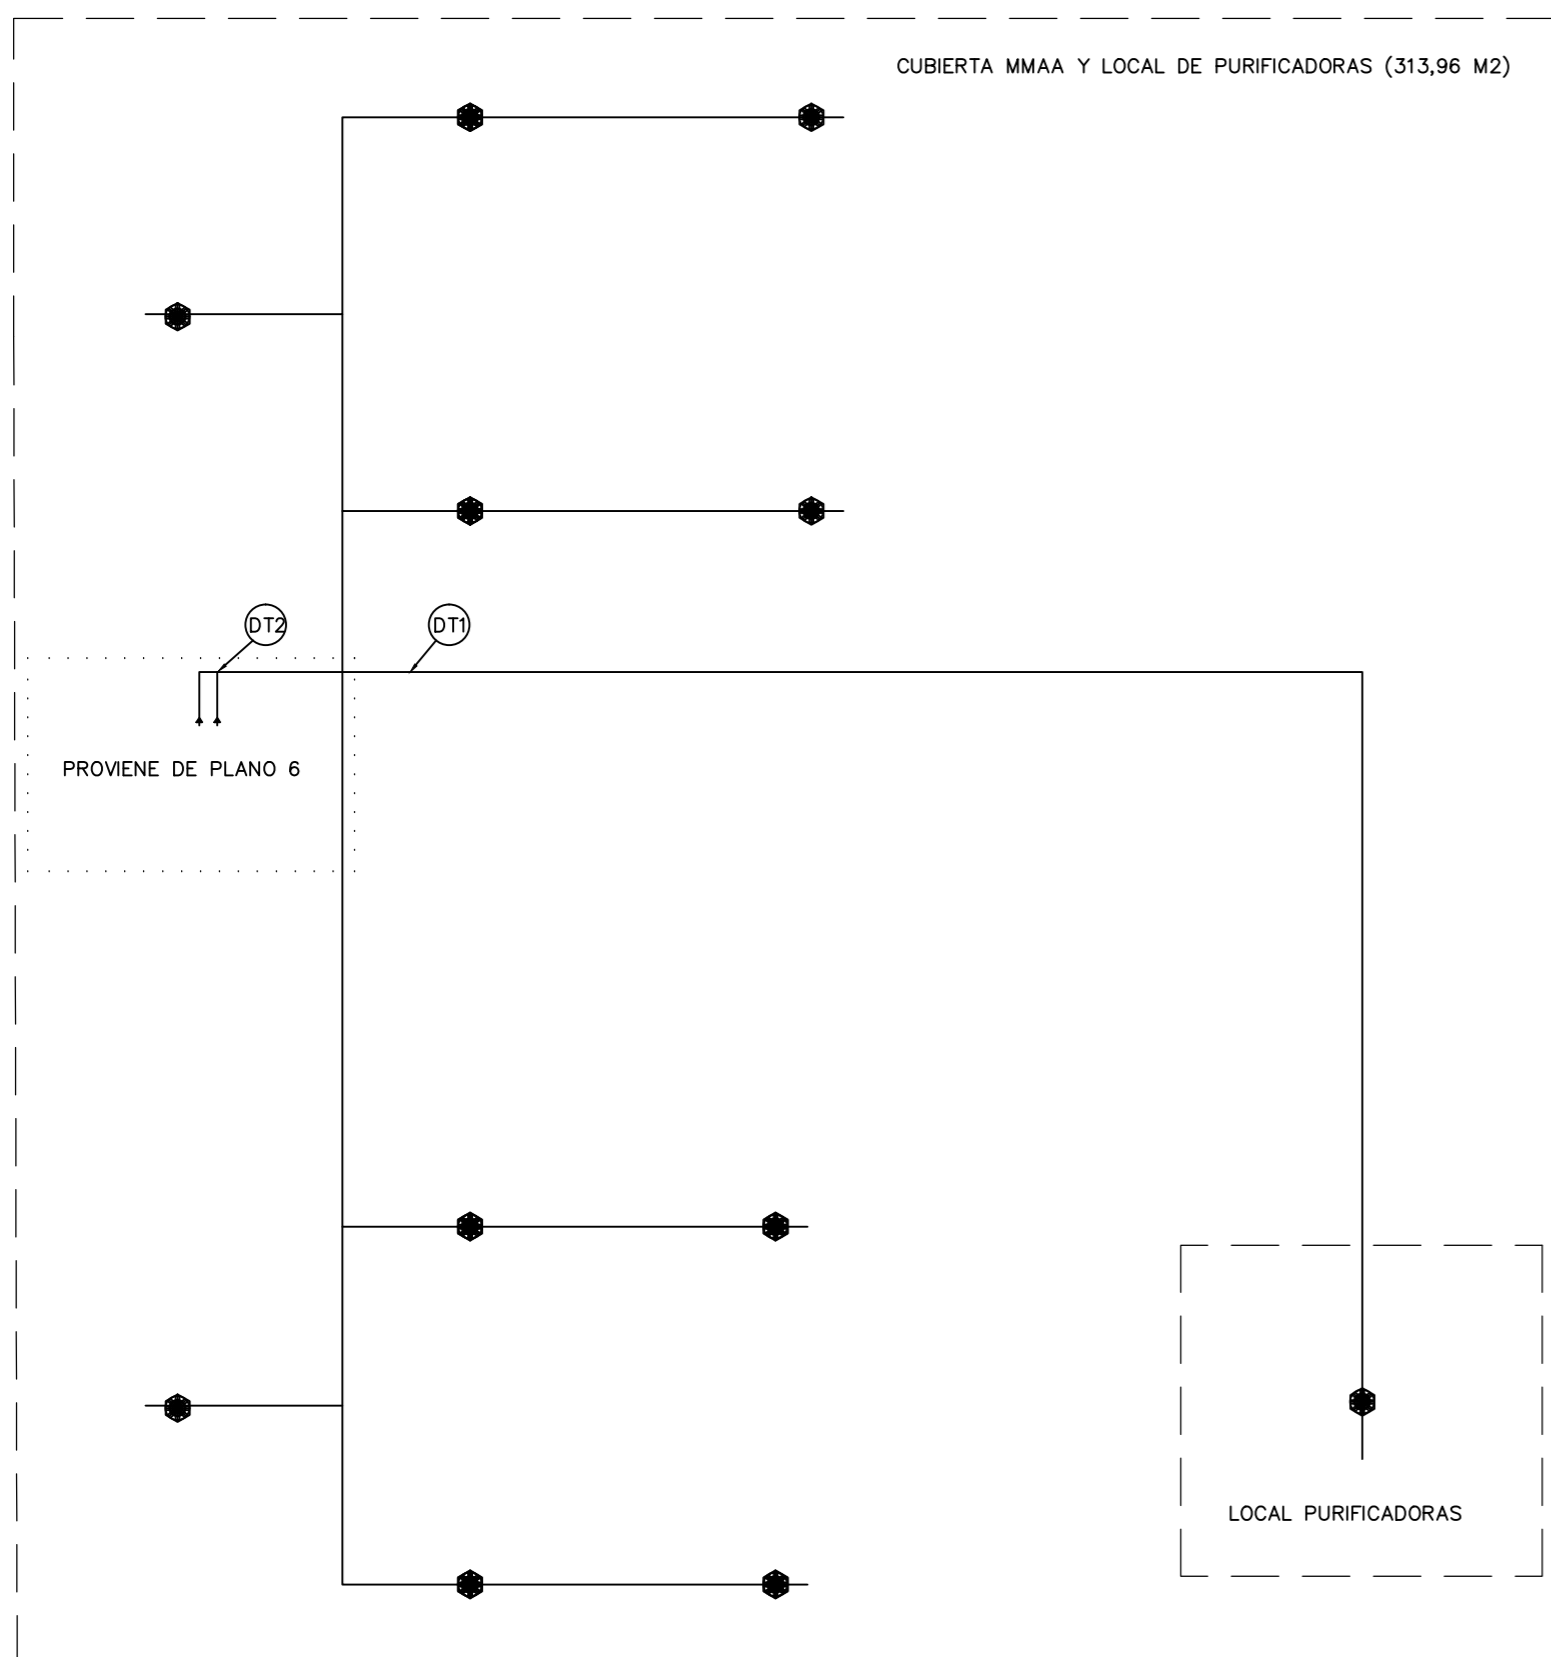 CUBIERTA MMAA Y LOCAL DE PURIFICADORAS (313,96 M2)
DT2
DT1
PROVIENE DE PLANO 6
LOCAL PURIFICADORAS